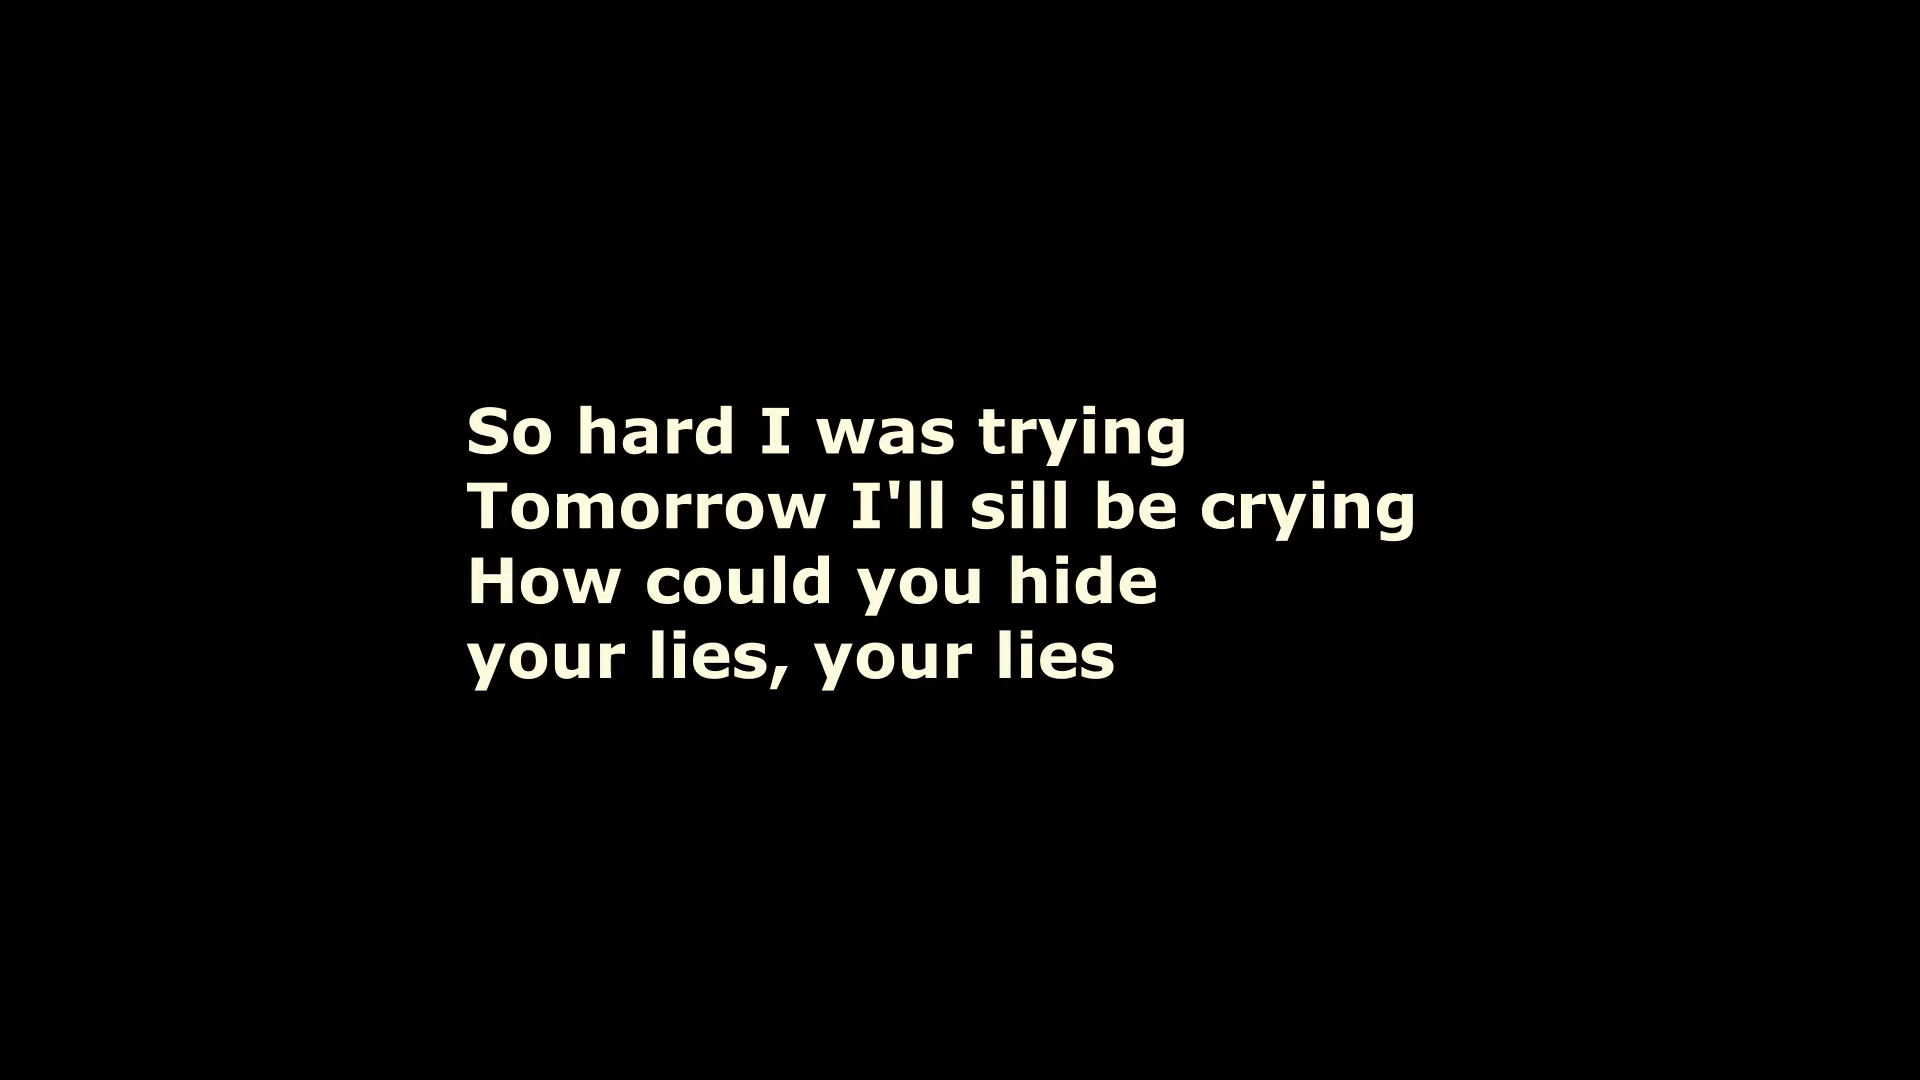 So hard I was trying
Tomorrow I'll sill be crying
How could you hide
your lies, your lies